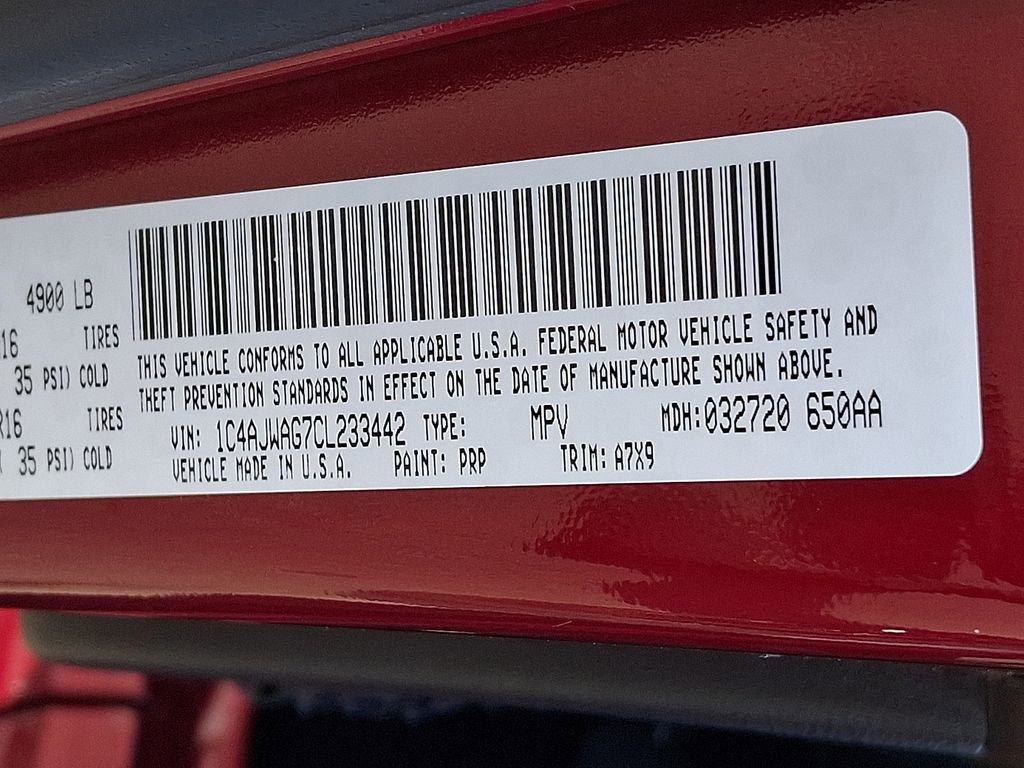 4900 LB
THIS VEHICLE CONFORMS TO ALL APPLICABLE U.S.A. FEDERAL MOTOR VEHICLE SAFETY AND
16 TIRES
THEFT PREVENTION STANDARDS IN EFFECT ON THE DATE OF MANUFACTURE SHOWN ABOVE.
35 PSI) COLD
R16 TIRES VIN: 1C4AJWAG7CL233442 TYPE: MPV MDH:032720 650AA
( 35 PSI) COLD VEHICLE MADE IN U.S.A. PAINT: PRP TRIM: A7X9